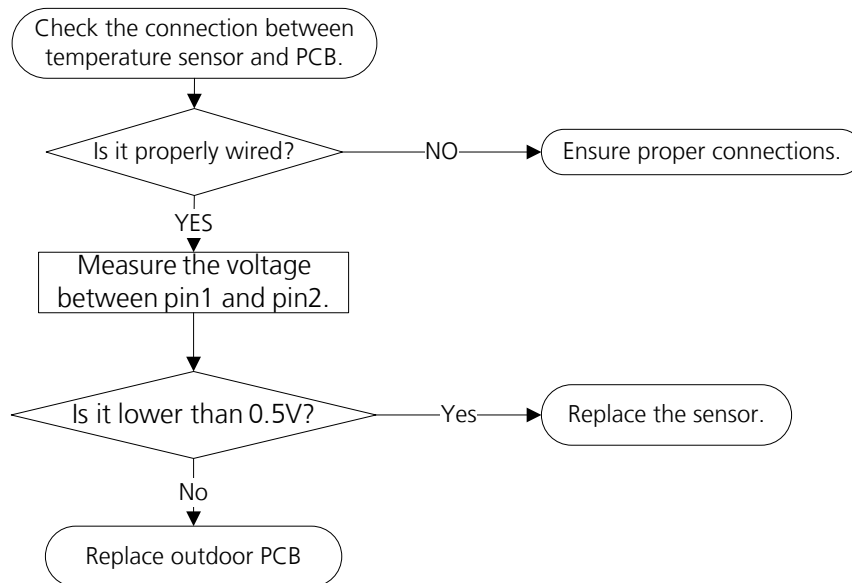 Check the connection between
temperature sensor and PCB.
Is it properly wired?
NO
Ensure proper connections.
YES
Measure the voltage
between pin1 and pin2.
Is it lower than 0.5V?
Yes
Replace the sensor.
No
Replace outdoor PCB